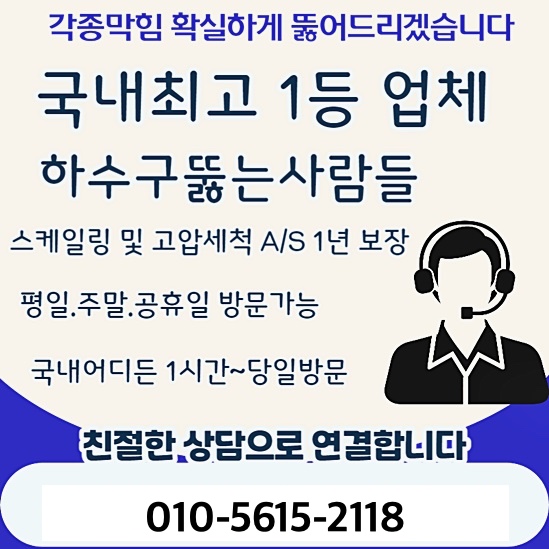 각종막힘 확실하게 뚫어드리겠습니다
국내최고 1등 업체
하수구뚫는사람들
스케일링 및 고압세척 A/S 1년 보장
평일.주말.공휴일 방문가능
국내어디든 1시간~당일방문
친절한 상담으로 연결합니다
010-5615-2118